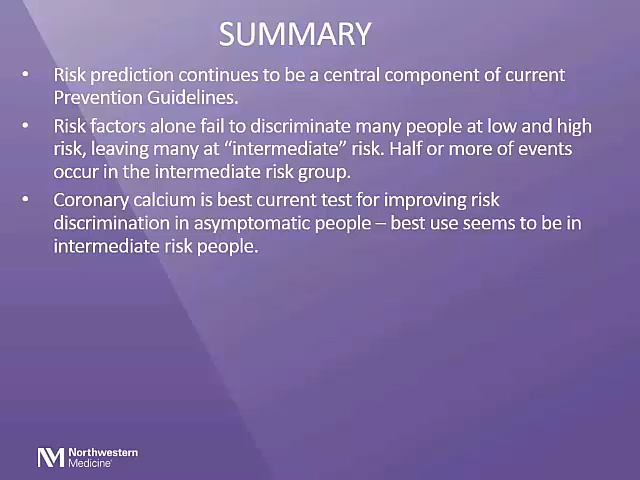 SUMMARY
• Risk prediction continues to be a central component of current
Prevention Guidelines.
• Risk factors alone fail to discriminate many people at low and high
risk, leaving many at “intermediate” risk. Half or more of events
occur in the intermediate risk group.
• Coronary calcium is best current test for improving risk
discrimination in asymptomatic people – best use seems to be in
intermediate risk people.
NM Northwestern
Medicine